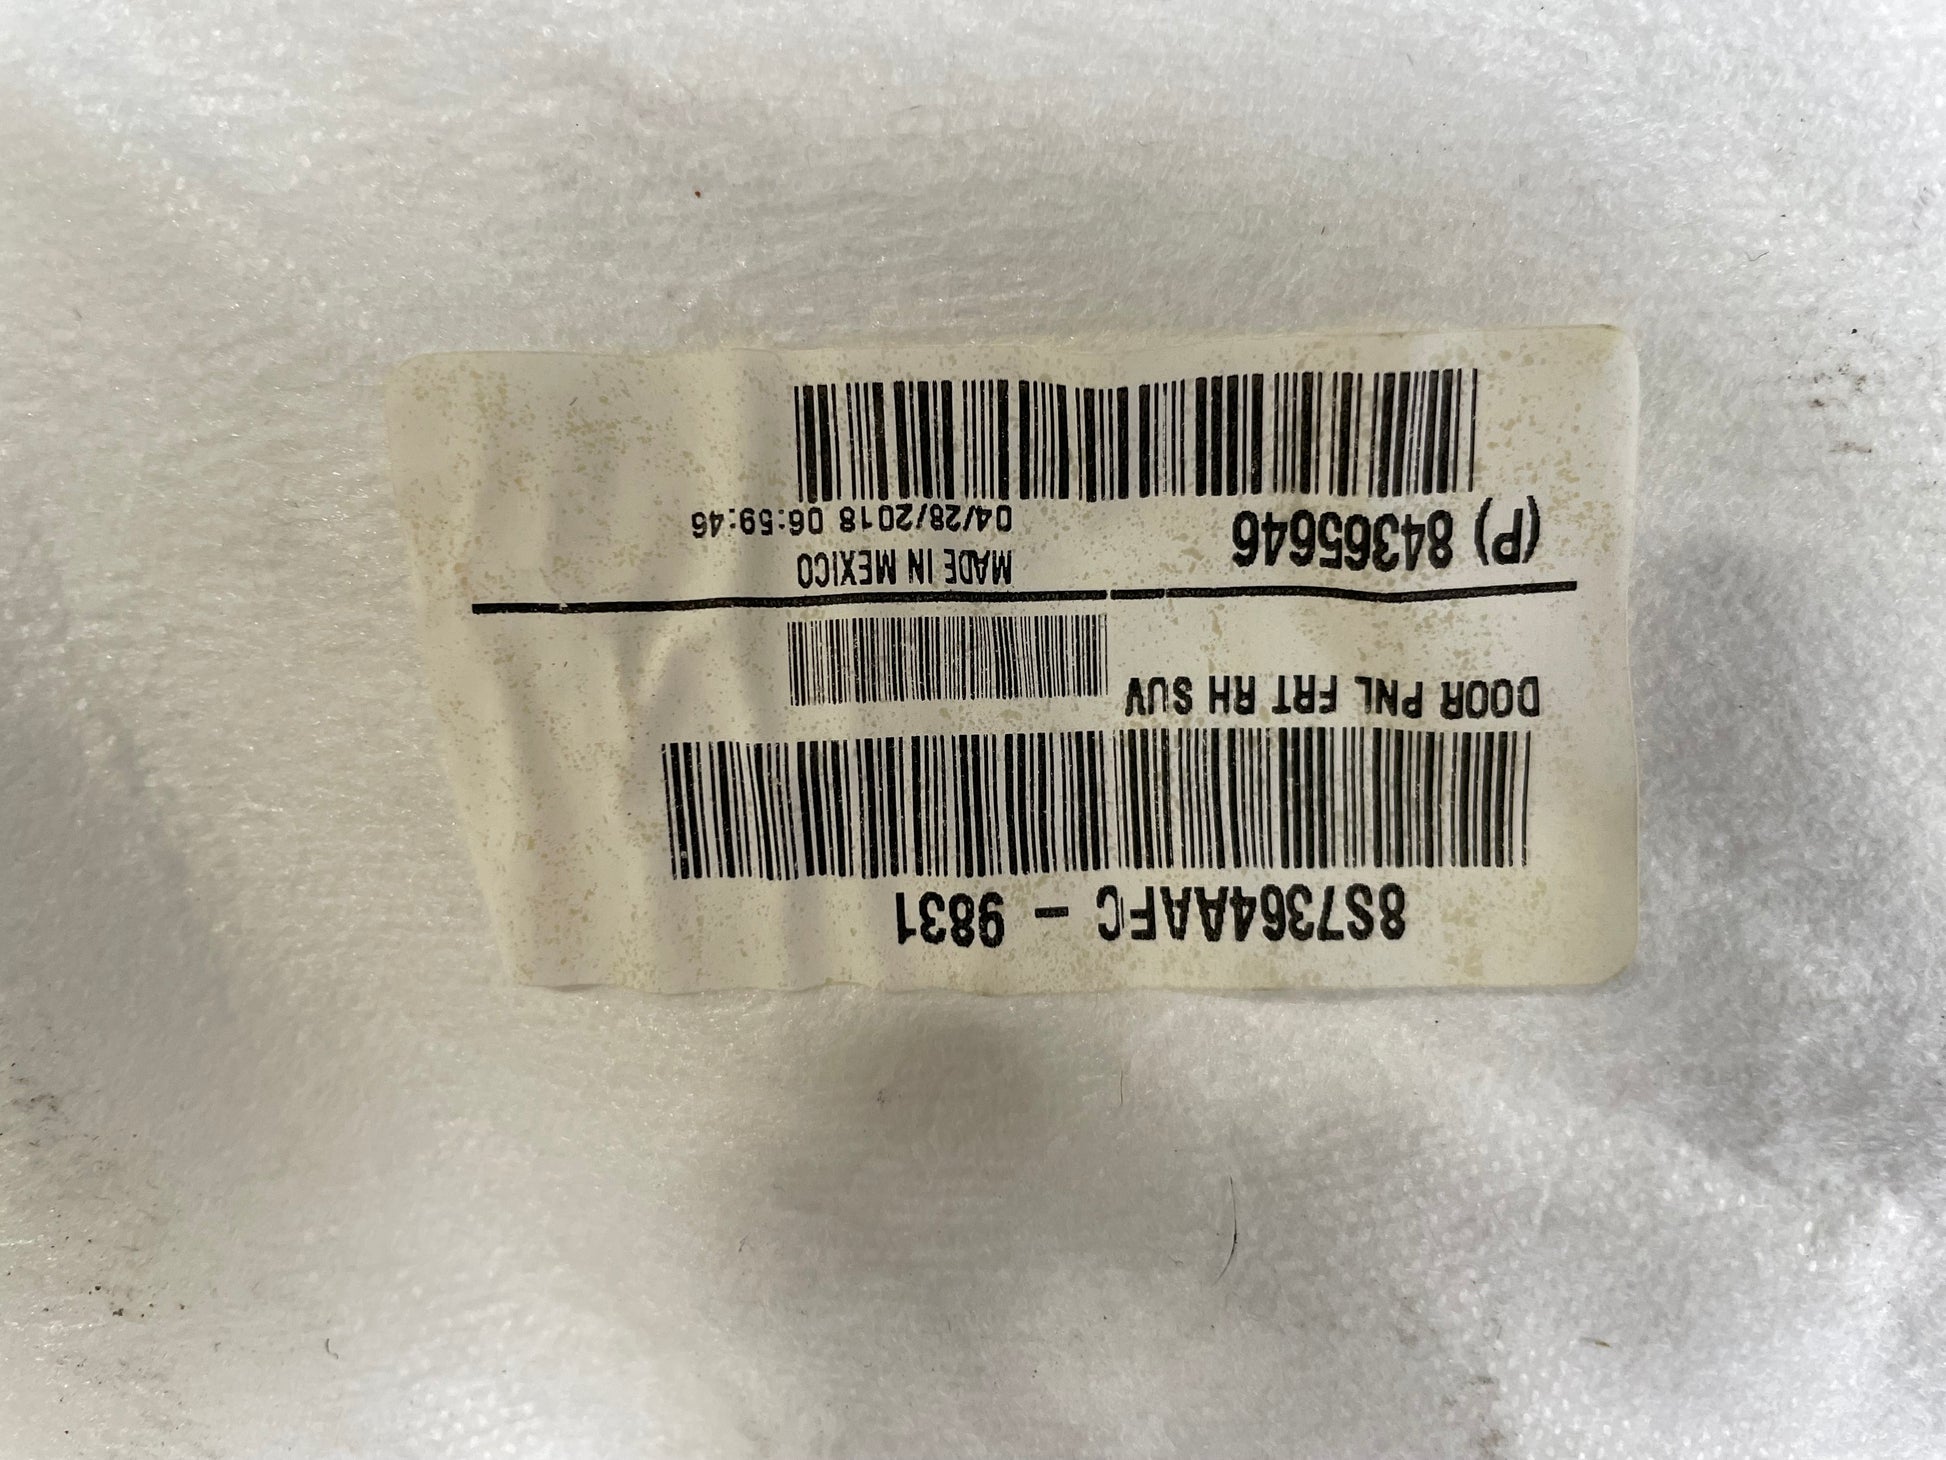 8S7364AAFC - 9831
DOOR PNL FRT RH SUV
(P) 84365646
MADE IN MEXICO
04/28/2018 06:59:46